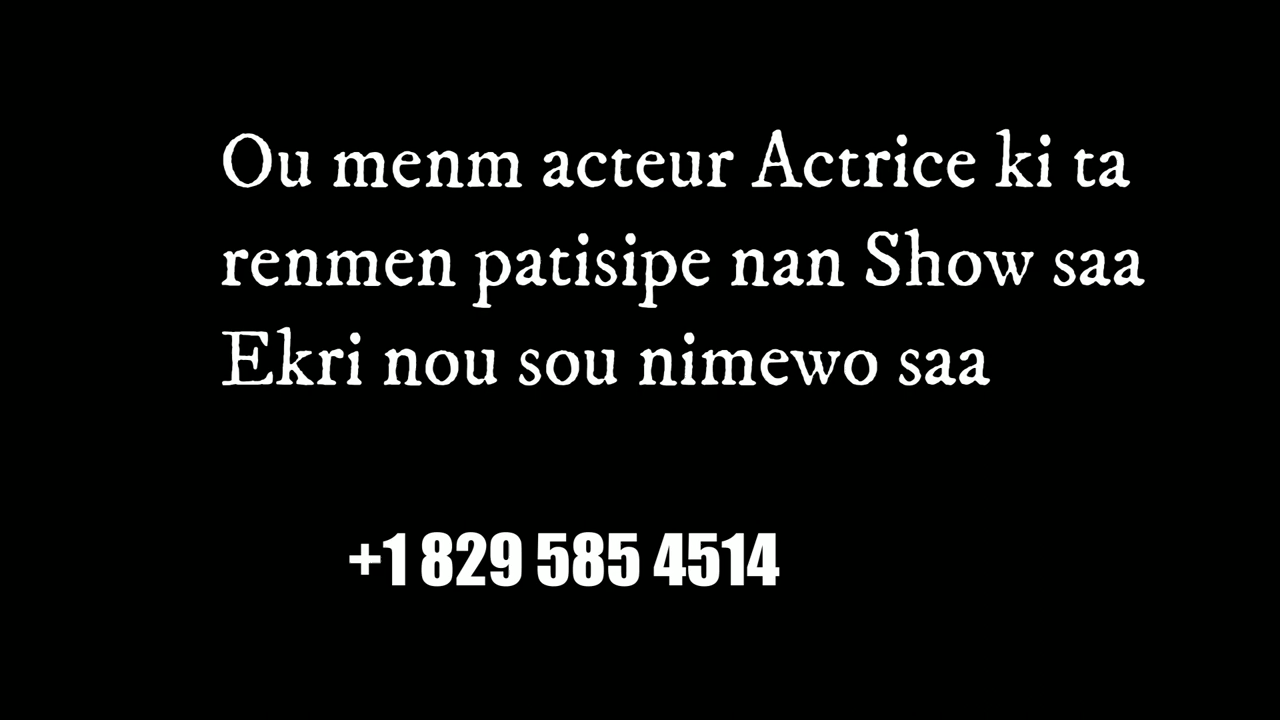 Ou menm acteur Actrice ki ta
renmen patisipe nan Show saa
Ekri nou sou nimewo saa
+1 829 585 4514